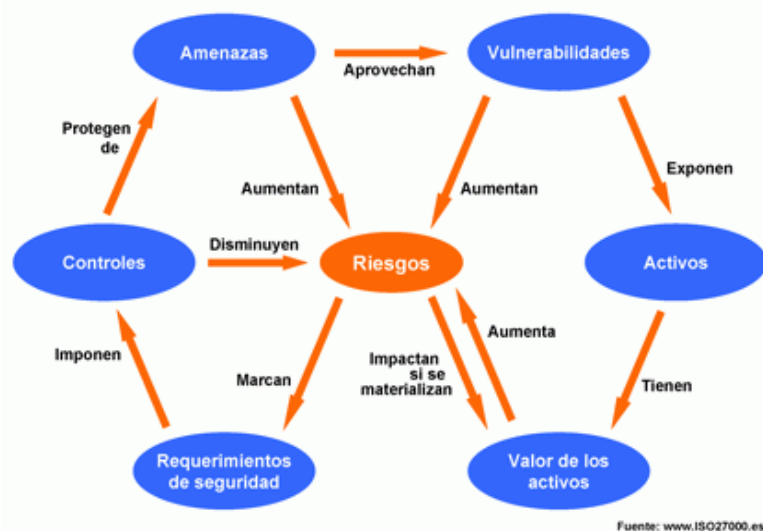 Amenazas
Aprovechan
Vulnerabilidades
Protegen
de
Aumentan
Aumentan
Exponen
Controles
Disminuyen
Riesgos
Activos
Imponen
Marcan
Impactan
si se
materializan
Aumenta
Tienen
Requerimientos
de seguridad
Valor de los
activos
Fuente: www.ISO27000.es